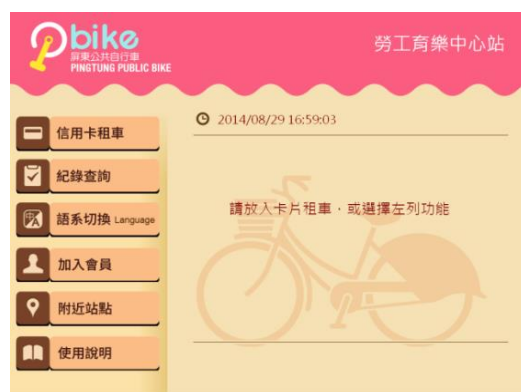 Pbike
屏東公共自行車
PINGTUNG PUBLIC BIKE
勞工育樂中心站
2014/08/29 16:59:03
信用卡租車
紀錄查詢
語系切換 Language
加入會員
附近站點
使用說明
請放入卡片租車，或選擇左列功能